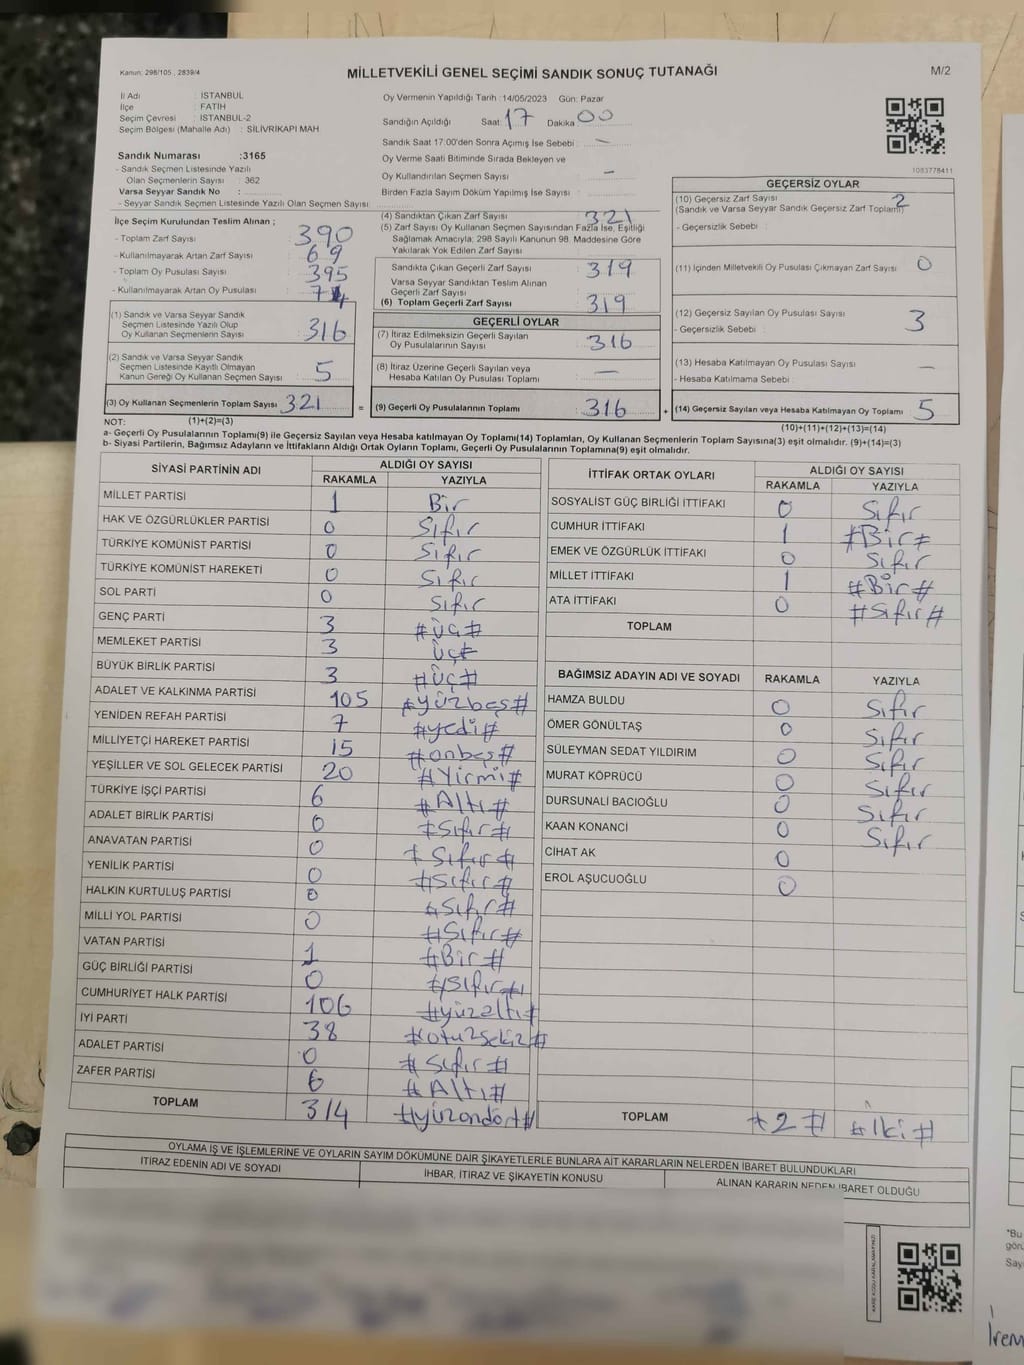 Kanun: 298/105 , 2839/4
MİLLETVEKİLİ GENEL SEÇİMİ SANDIK SONUÇ TUTANAĞI
M/2
İl Adı : İSTANBUL
İlçe : FATİH
Seçim Çevresi : İSTANBUL-2
Seçim Bölgesi (Mahalle Adı) : SİLİVRİKAPI MAH
Sandık Numarası :3165
- Sandık Seçmen Listesinde Yazılı
Olan Seçmenlerin Sayısı : 362
Varsa Seyyar Sandık No :
- Seyyar Sandık Seçmen Listesinde Yazılı Olan Seçmen Sayısı:
Oy Vermenin Yapıldığı Tarih :14/05/2023 Gün: Pazar
Sandığın Açıldığı Saat: 17 Dakika 00
Sandık Saat 17:00'den Sonra Açımış İse Sebebi : —
Oy Verme Saati Bitiminde Sırada Bekleyen ve
Oy Kullandırılan Seçmen Sayısı : —
Birden Fazla Sayım Döküm Yapılmış İse Sayısı :
1083778411
İlçe Seçim Kurulundan Teslim Alınan ;
- Toplam Zarf Sayısı : 390
- Kullanılmayarak Artan Zarf Sayısı : 69
- Toplam Oy Pusulası Sayısı : 395
- Kullanılmayarak Artan Oy Pusulası :
(1) Sandık ve Varsa Seyyar Sandık
Seçmen Listesinde Yazılı Olup
Oy Kullanan Seçmenlerin Sayısı : 316
(2) Sandık ve Varsa Seyyar Sandık
Seçmen Listesinde Kayıtlı Olmayan
Kanun Gereği Oy Kullanan Seçmen Sayısı : 5
(3) Oy Kullanan Seçmenlerin Toplam Sayısı : 321
(1)+(2)=(3)
(4) Sandıktan Çıkan Zarf Sayısı : 321
(5) Zarf Sayısı Oy Kullanan Seçmen Sayısından Fazla İse, Eşitliği
Sağlamak Amacıyla; 298 Sayılı Kanunun 98. Maddesine Göre
Yakılarak Yok Edilen Zarf Sayısı :
Sandıkta Çıkan Geçerli Zarf Sayısı : 319
Varsa Seyyar Sandıktan Teslim Alınan
Geçerli Zarf Sayısı :
(6) Toplam Geçerli Zarf Sayısı : 319
GEÇERLİ OYLAR
(7) İtiraz Edilmeksizin Geçerli Sayılan
Oy Pusulalarının Sayısı : 316
(8) İtiraz Üzerine Geçerli Sayılan veya
Hesaba Katılan Oy Pusulası Toplamı : —
= (9) Geçerli Oy Pusulalarının Toplamı : 316
GEÇERSİZ OYLAR
(10) Geçersiz Zarf Sayısı : 2
(Sandık ve Varsa Seyyar Sandık Geçersiz Zarf Toplamı)
- Geçersizlik Sebebi :
(11) İçinden Milletvekili Oy Pusulası Çıkmayan Zarf Sayısı : 0
(12) Geçersiz Sayılan Oy Pusulası Sayısı : 3
- Geçersizlik Sebebi :
(13) Hesaba Katılmayan Oy Pusulası Sayısı : —
- Hesaba Katılmama Sebebi :
+ (14) Geçersiz Sayılan veya Hesaba Katılmayan Oy Toplamı : 5
(10)+(11)+(12)+(13)=(14)
NOT:
a- Geçerli Oy Pusulalarının Toplamı(9) ile Geçersiz Sayılan veya Hesaba katılmayan Oy Toplamı(14) Toplamları, Oy Kullanan Seçmenlerin Toplam Sayısına(3) eşit olmalıdır. (9)+(14)=(3)
b- Siyasi Partilerin, Bağımsız Adayların ve İttifakların Aldığı Ortak Oyların Toplamı, Geçerli Oy Pusulalarının Toplamına(9) eşit olmalıdır.
SİYASİ PARTİNİN ADI ALDIĞI OY SAYISI
RAKAMLA YAZIYLA
MİLLET PARTİSİ 1 Bir
HAK VE ÖZGÜRLÜKLER PARTİSİ 0 Sıfır
TÜRKİYE KOMÜNİST PARTİSİ 0 Sıfır
TÜRKİYE KOMÜNİST HAREKETİ 0 Sıfır
SOL PARTİ 0 Sıfır
GENÇ PARTİ 3 #Üç#
MEMLEKET PARTİSİ 3 Üç#
BÜYÜK BİRLİK PARTİSİ 3 #Üç#
ADALET VE KALKINMA PARTİSİ 105 #yüzbeş#
YENİDEN REFAH PARTİSİ 7 #yedi#
MİLLİYETÇİ HAREKET PARTİSİ 15 #onbeş#
YEŞİLLER VE SOL GELECEK PARTİSİ 20 #Yirmi#
TÜRKİYE İŞÇİ PARTİSİ 6 #Altı#
ADALET BİRLİK PARTİSİ 0 #Sıfır#
ANAVATAN PARTİSİ 0 #Sıfır#
YENİLİK PARTİSİ 0 #Sıfır#
HALKIN KURTULUŞ PARTİSİ 0 #Sıfır#
MİLLİ YOL PARTİSİ 0 #Sıfır#
VATAN PARTİSİ 1 #Bir#
GÜÇ BİRLİĞİ PARTİSİ 0 #Sıfır#
CUMHURİYET HALK PARTİSİ 106 #yüzaltı#
İYİ PARTİ 38 #otuzsekiz#
ADALET PARTİSİ 0 #Sıfır#
ZAFER PARTİSİ 6 #Altı#
TOPLAM 314 #yüzondört#
İTTİFAK ORTAK OYLARI ALDIĞI OY SAYISI
RAKAMLA YAZIYLA
SOSYALİST GÜÇ BİRLİĞİ İTTİFAKI 0 Sıfır
CUMHUR İTTİFAKI 1 #Bir#
EMEK VE ÖZGÜRLÜK İTTİFAKI 0 Sıfır
MİLLET İTTİFAKI 1 #Bir#
ATA İTTİFAKI 0 #Sıfır#
TOPLAM
BAĞIMSIZ ADAYIN ADI VE SOYADI RAKAMLA YAZIYLA
HAMZA BULDU 0 Sıfır
ÖMER GÖNÜLTAŞ 0 Sıfır
SÜLEYMAN SEDAT YILDIRIM 0 Sıfır
MURAT KÖPRÜCÜ 0 Sıfır
DURSUNALİ BACIOĞLU 0 Sıfır
KAAN KONANCİ 0 Sıfır
CİHAT AK 0
EROL AŞUCUOĞLU 0
TOPLAM #2# #İki#
OYLAMA İŞ VE İŞLEMLERİNE VE OYLARIN SAYIM DÖKÜMÜNE DAİR ŞİKAYETLERLE BUNLARA AİT KARARLARIN NELERDEN İBARET BULUNDUKLARI
İTİRAZ EDENİN ADI VE SOYADI İHBAR, İTİRAZ VE ŞİKAYETİN KONUSU ALINAN KARARIN NEDEN İBARET OLDUĞU
*Bu
Say
İrem